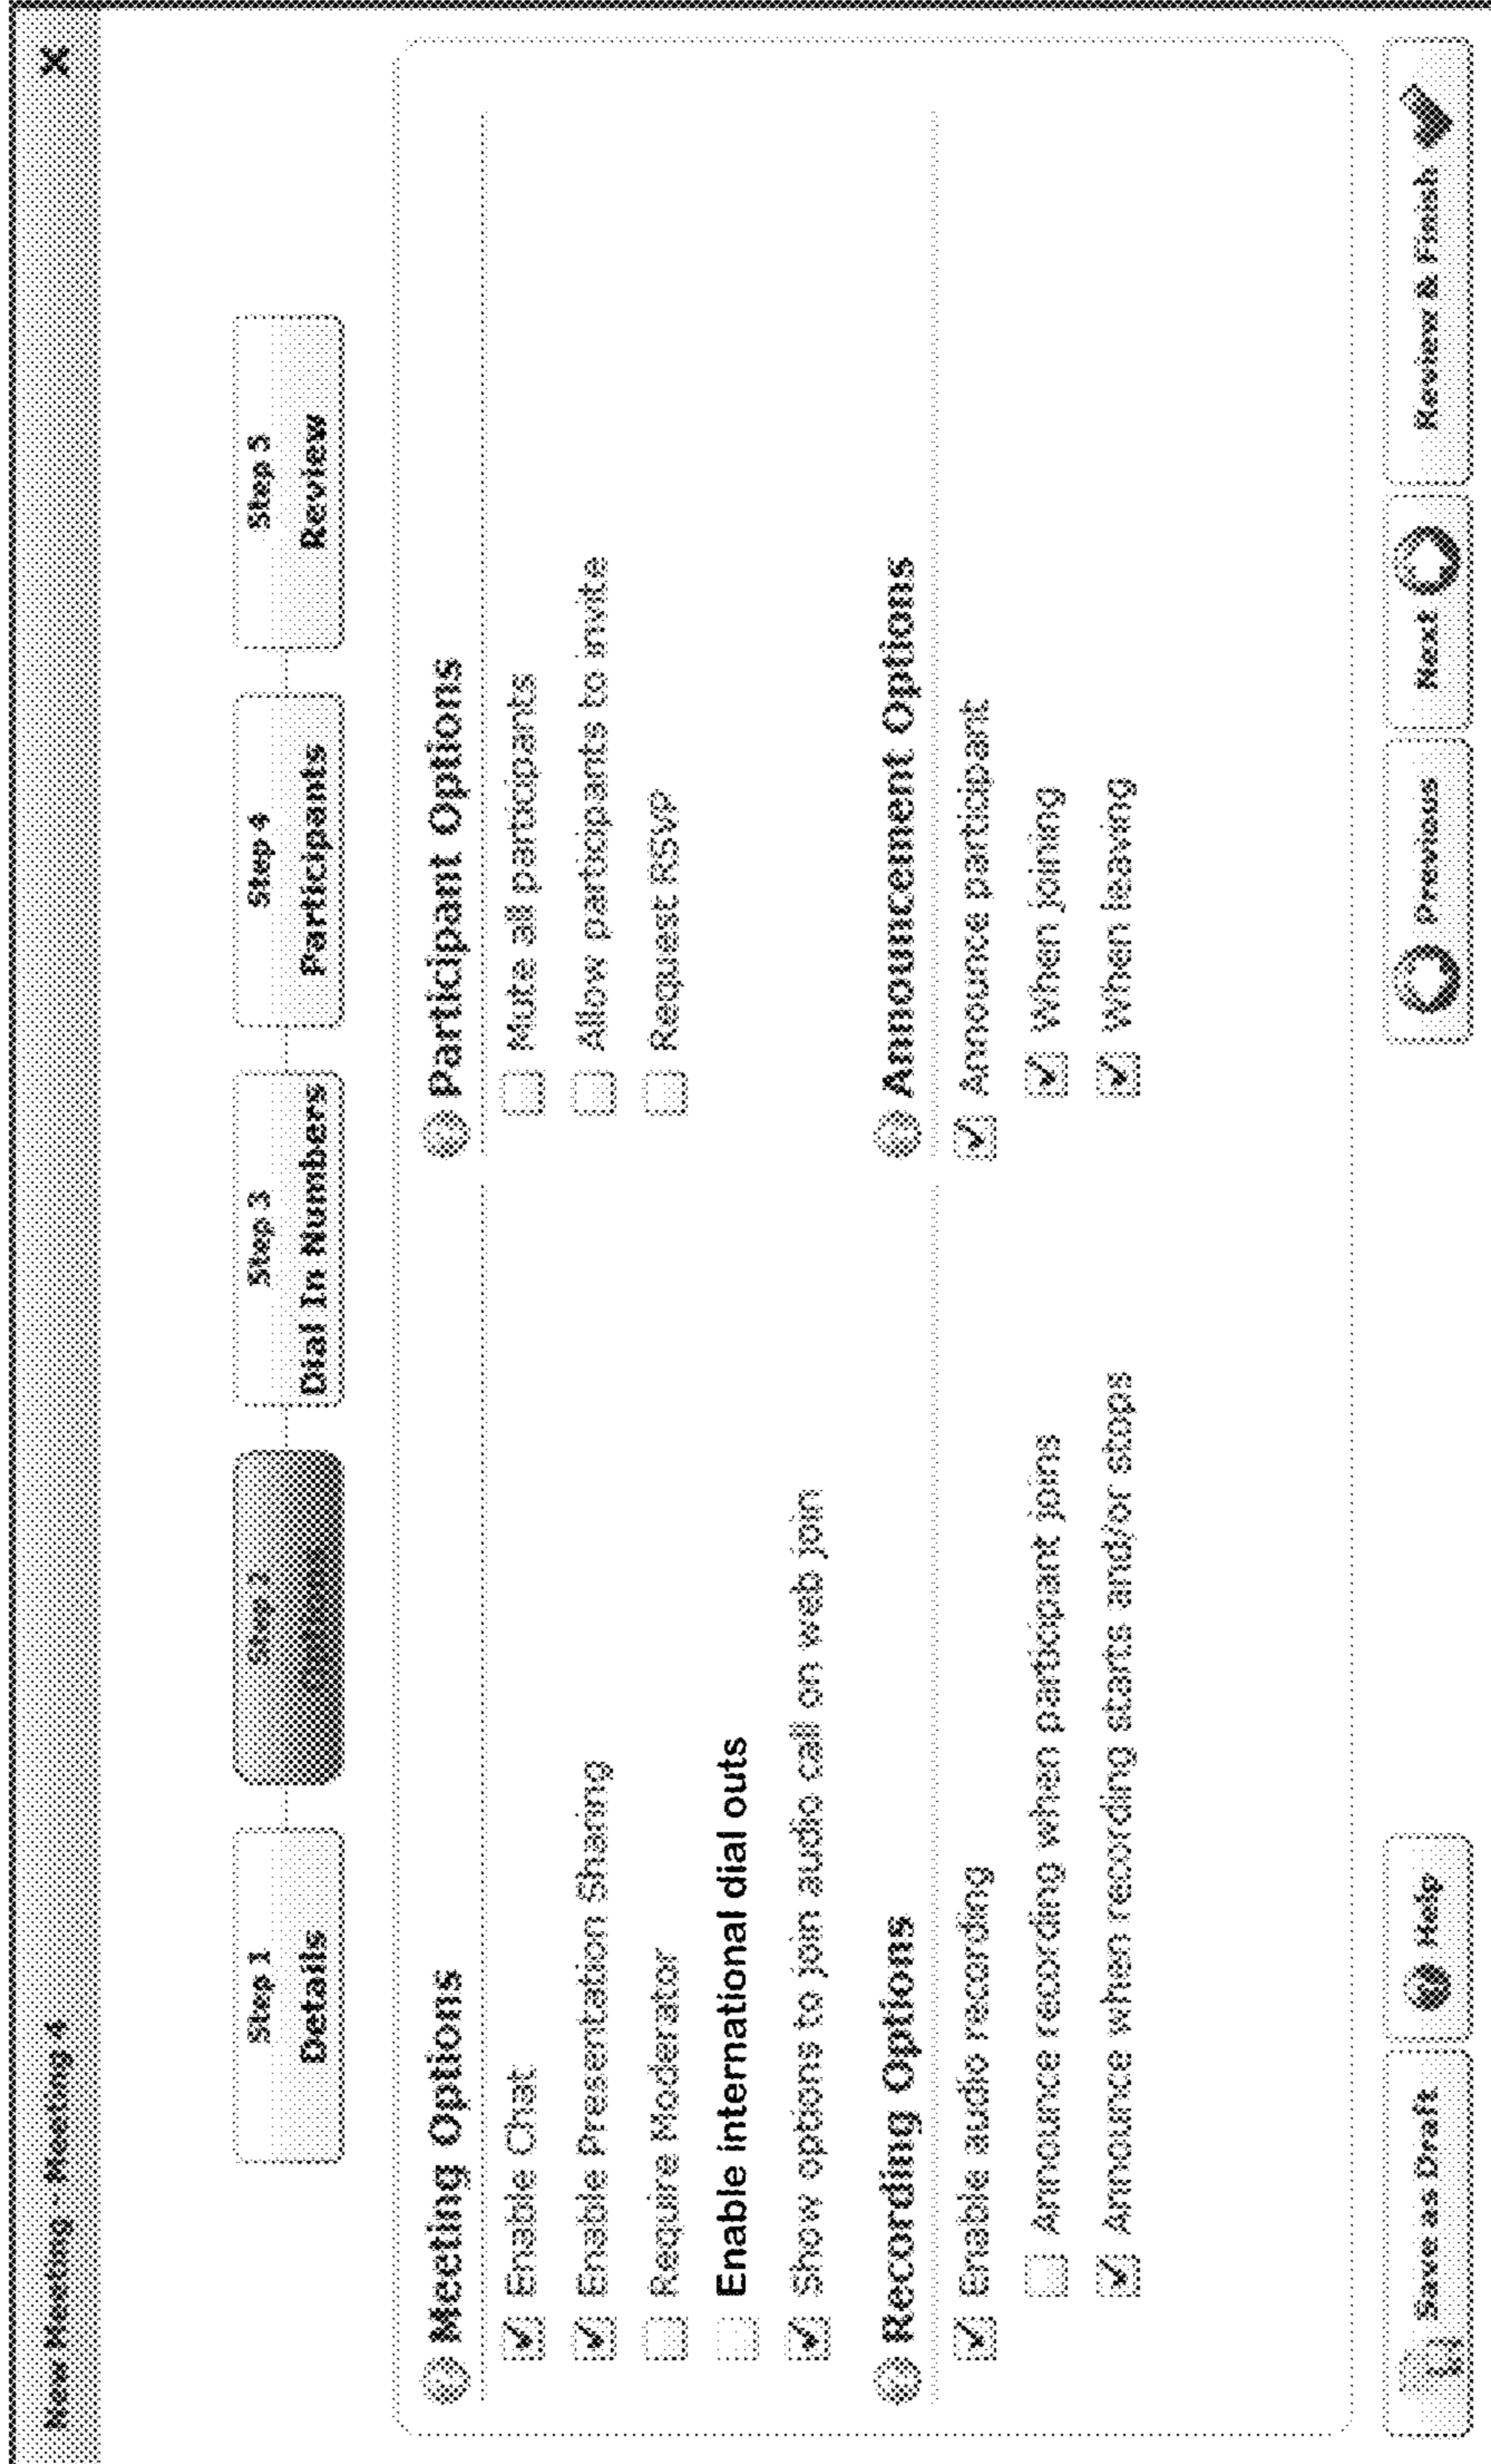 New Meeting - Meeting 4
X
Step 1
Details
Step 2
Step 3
Dial In Numbers
Step 4
Participants
Step 5
Review
Meeting Options
Enable Chat
Enable Presentation Sharing
Require Moderator
Enable international dial outs
Show options to join audio call on web join
Participant Options
Mute all participants
Allow participants to invite
Request RSVP
Recording Options
Enable audio recording
Announce recording when participant joins
Announce when recording starts and/or stops
Announcement Options
Announce participant
When joining
When leaving
Save as Draft
Help
Previous
Next
Review & Finish